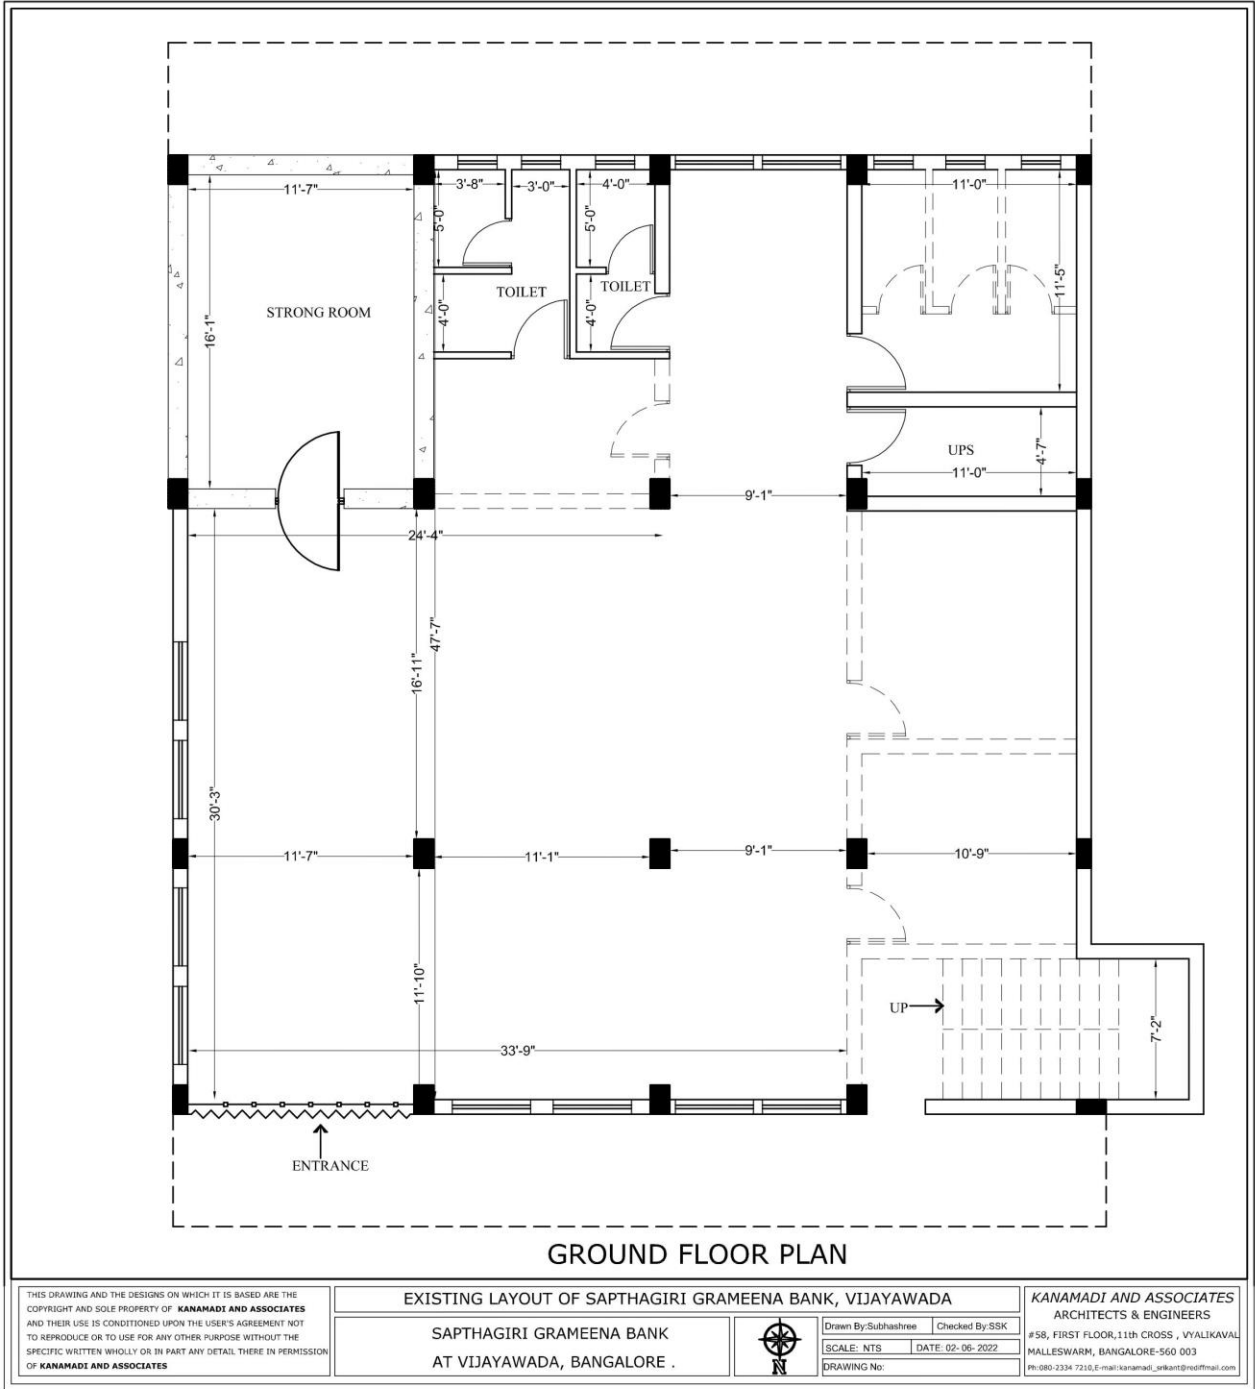 11'-7"
3'-8"
3'-0"
4'-0"
11'-0"
5'-0"
5'-0"
11'-5"
TOILET
TOILET
4'-0"
4'-0"
STRONG ROOM
16'-1"
UPS
4'-7"
11'-0"
9'-1"
24'-4"
47'-7"
16'-11"
30'-3"
11'-7"
11'-1"
9'-1"
10'-9"
11'-10"
UP
7'-2"
33'-9"
ENTRANCE
GROUND FLOOR PLAN
THIS DRAWING AND THE DESIGNS ON WHICH IT IS BASED ARE THE
COPYRIGHT AND SOLE PROPERTY OF KANAMADI AND ASSOCIATES
AND THEIR USE IS CONDITIONED UPON THE USER'S AGREEMENT NOT
TO REPRODUCE OR TO USE FOR ANY OTHER PURPOSE WITHOUT THE
SPECIFIC WRITTEN WHOLLY OR IN PART ANY DETAIL THERE IN PERMISSION
OF KANAMADI AND ASSOCIATES
EXISTING LAYOUT OF SAPTHAGIRI GRAMEENA BANK, VIJAYAWADA
SAPTHAGIRI GRAMEENA BANK
AT VIJAYAWADA, BANGALORE .
N
Drawn By:Subhashree
Checked By:SSK
SCALE: NTS
DATE: 02- 06- 2022
DRAWING No:
KANAMADI AND ASSOCIATES
ARCHITECTS & ENGINEERS
#58, FIRST FLOOR,11th CROSS , VYALIKAVAL
MALLESWARM, BANGALORE-560 003
Ph:080-2334 7210,E-mail:kanamadi_srikant@rediffmail.com